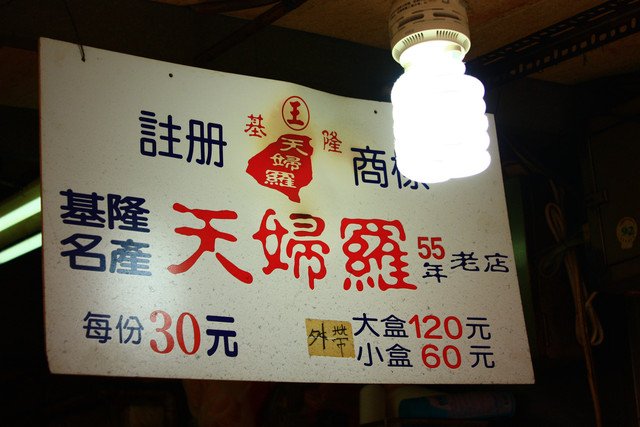 王
基 隆
天婦羅
註册 商標
基隆名產 天婦羅 55年老店
每份30元
外帶 大盒120元
小盒60元